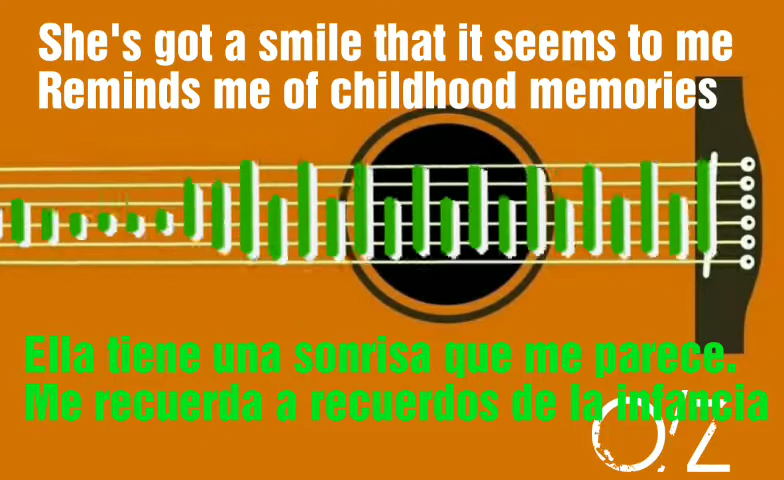 She's got a smile that it seems to me
Reminds me of childhood memories
Ella tiene una sonrisa que me parece.
Me recuerda a recuerdos de la infancia